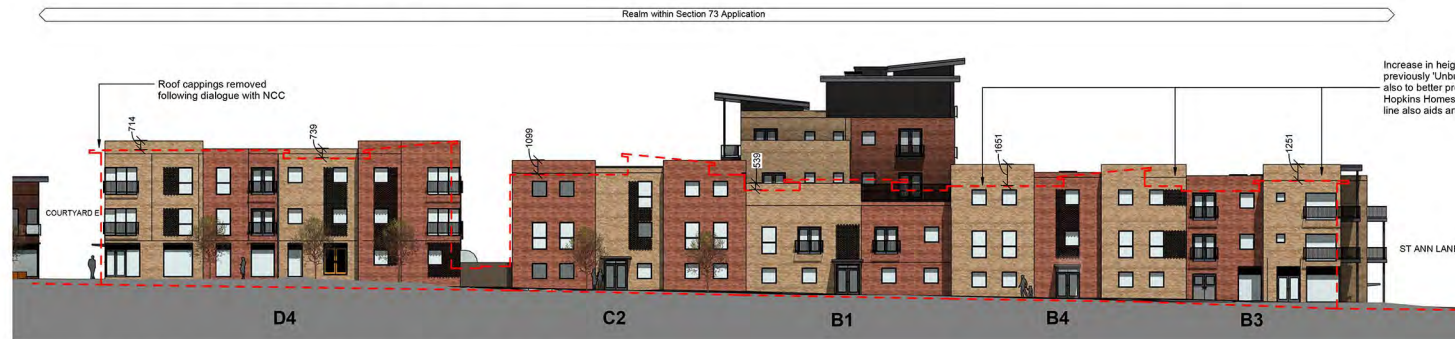 Realm within Section 73 Application
Roof cappings removed
following dialogue with NCC
Increase in heig
previously 'Unbu
also to better pr
Hopkins Homes
line also aids an
714
739
1099
539
1651
1251
COURTYARD E
ST ANN LAN
D4
C2
B1
B4
B3